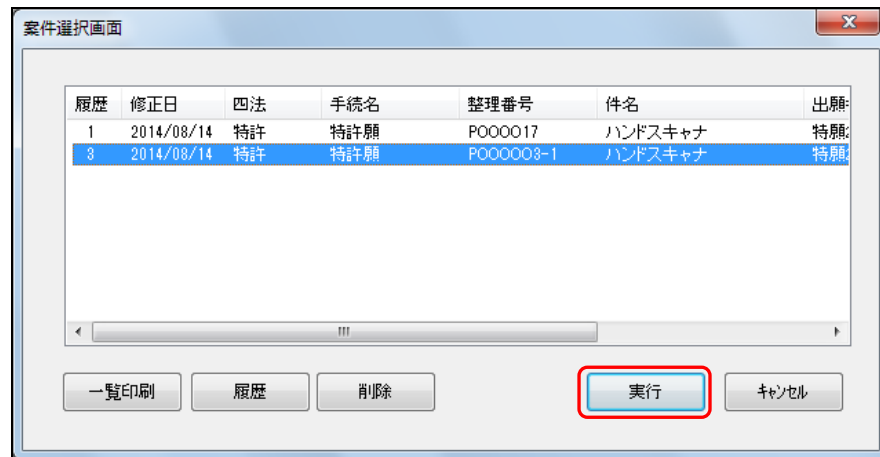 案件選択画面
履歴 修正日 四法 手続名 整理番号 件名 出願
1 2014/08/14 特許 特許願 P000017 ハンドスキャナ 特願2
3 2014/08/14 特許 特許願 P000003-1 ハンドスキャナ 特願2
一覧印刷 履歴 削除 実行 キャンセル